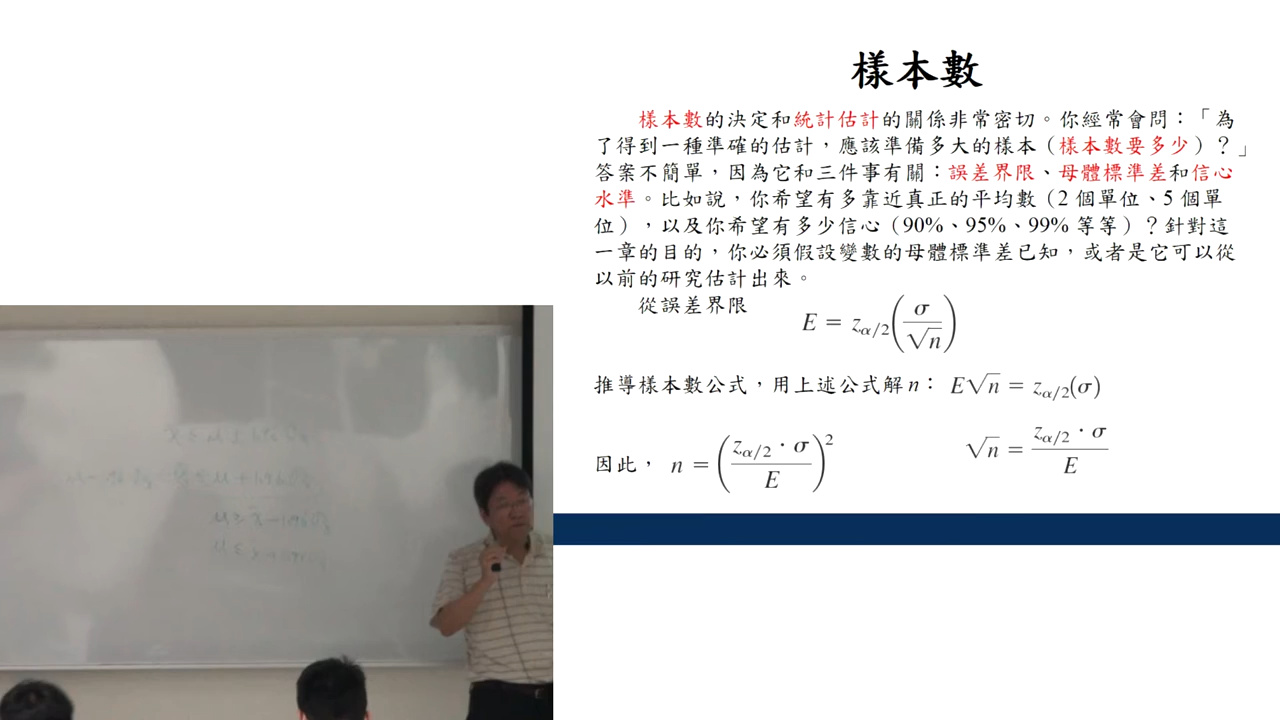 樣本數
樣本數的決定和統計估計的關係非常密切。你經常會問：「為
了得到一種準確的估計，應該準備多大的樣本（樣本數要多少）？」
答案不簡單，因為它和三件事有關：誤差界限、母體標準差和信心
水準。比如說，你希望有多靠近真正的平均數（2 個單位、5 個單
位），以及你希望有多少信心（90%、95%、99% 等等）？針對這
一章的目的，你必須假設變數的母體標準差已知，或者是它可以從
以前的研究估計出來。
從誤差界限 E = z_{α/2}(σ/√n)
推導樣本數公式，用上述公式解 n： E√n = z_{α/2}(σ)
因此， n = (z_{α/2} · σ / E)² √n = z_{α/2} · σ / E